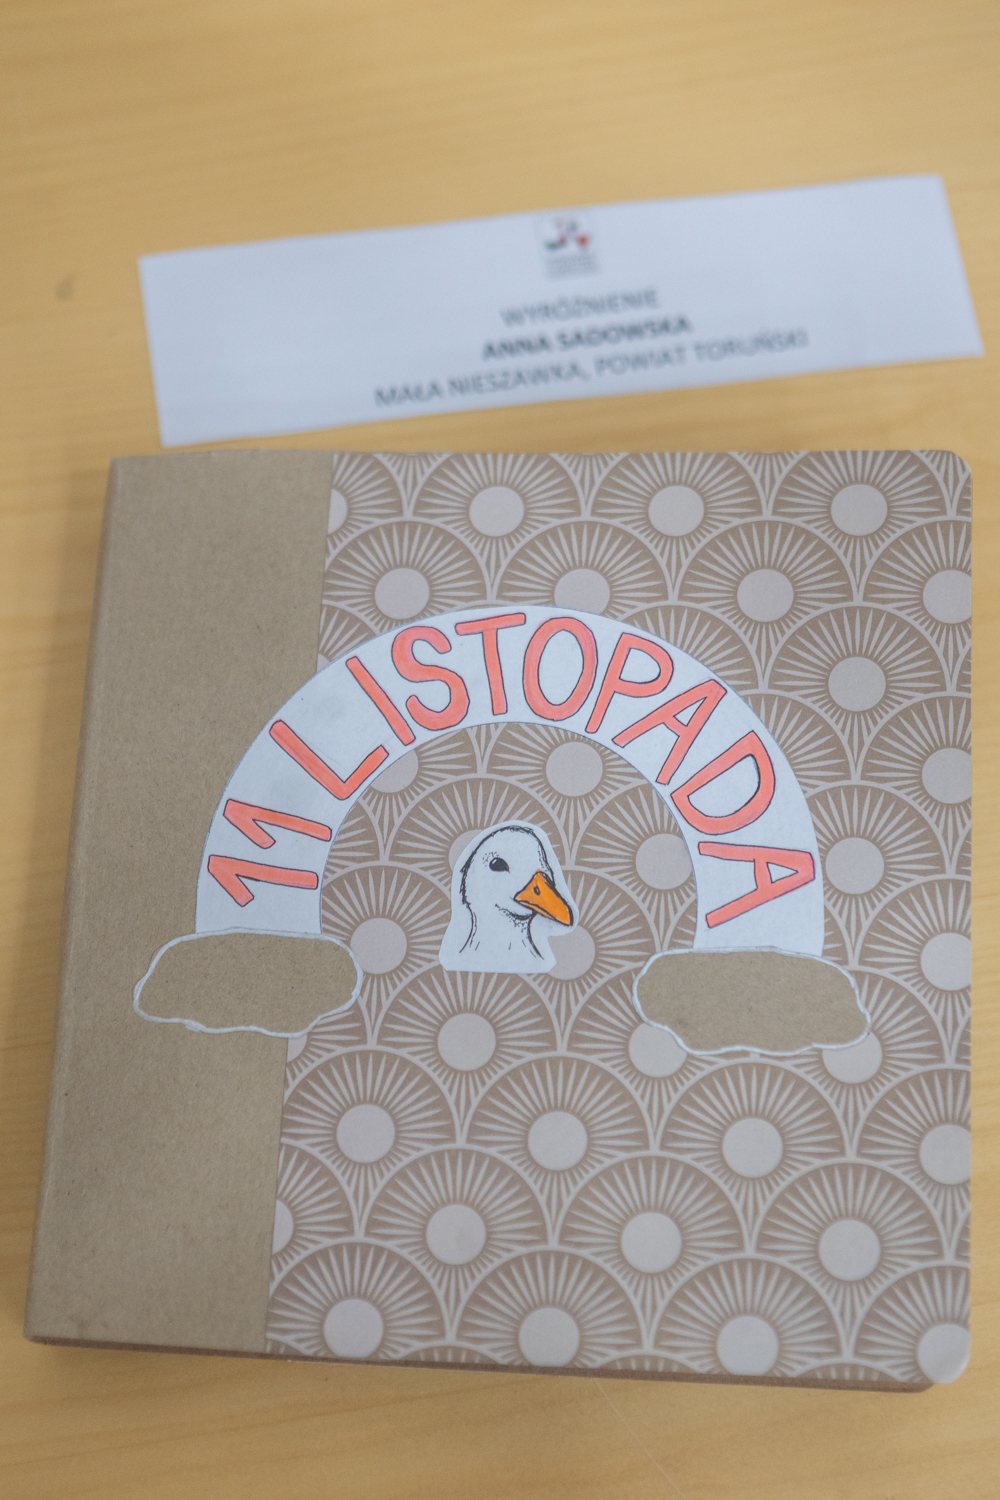 WYRÓŻNIENIE
ANNA SADOWSKA
MAŁA NIESZAWKA, POWIAT TORUŃSKI
11 LISTOPADA